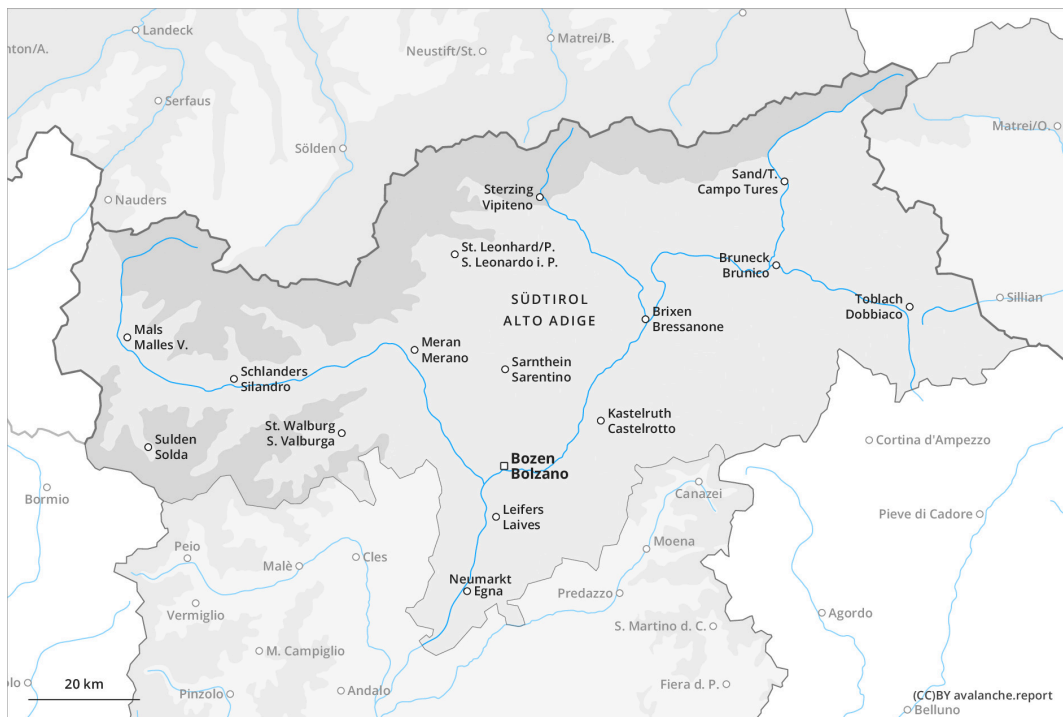 Landeck
nton/A.
Neustift/St.
Matrei/B.
Serfaus
Matrei/O.
Sölden
Sand/T.
Campo Tures
Sterzing
Vipiteno
Nauders
St. Leonhard/P.
S. Leonardo i. P.
Bruneck
Brunico
SÜDTIROL
ALTO ADIGE
Toblach
Dobbiaco
Sillian
Brixen
Bressanone
Mals
Malles V.
Meran
Merano
Sarnthein
Sarentino
Schlanders
Silandro
Kastelruth
Castelrotto
St. Walburg
S. Valburga
Sulden
Solda
Cortina d'Ampezzo
Bozen
Bolzano
Bormio
Canazei
Leifers
Laives
Pieve di Cadore
Moena
Peio
Malè
Cles
Neumarkt
Egna
Predazzo
Vermiglio
Agordo
S. Martino d. C.
M. Campiglio
20 km
olo
Pinzolo
Andalo
Fiera d. P.
(CC)BY avalanche.report
Belluno